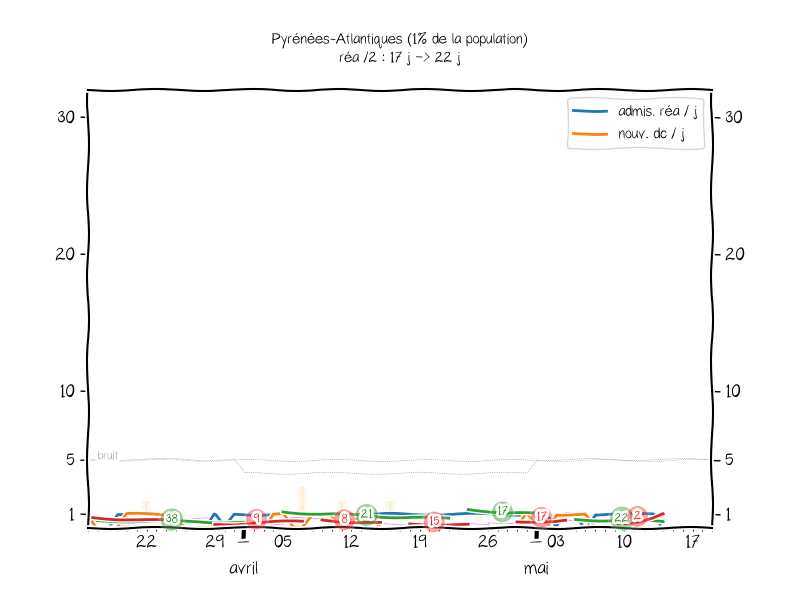 Pyrénées-Atlantiques (1% de la population)
réa /2 : 17 j -> 22 j
admis. réa / j
nouv. dc / j
30 30
20 20
10 10
5 bruit 5
1 38 9 8 21 15 17 17 22 2 1
22 29 05 12 19 26 03 10 17
avril mai